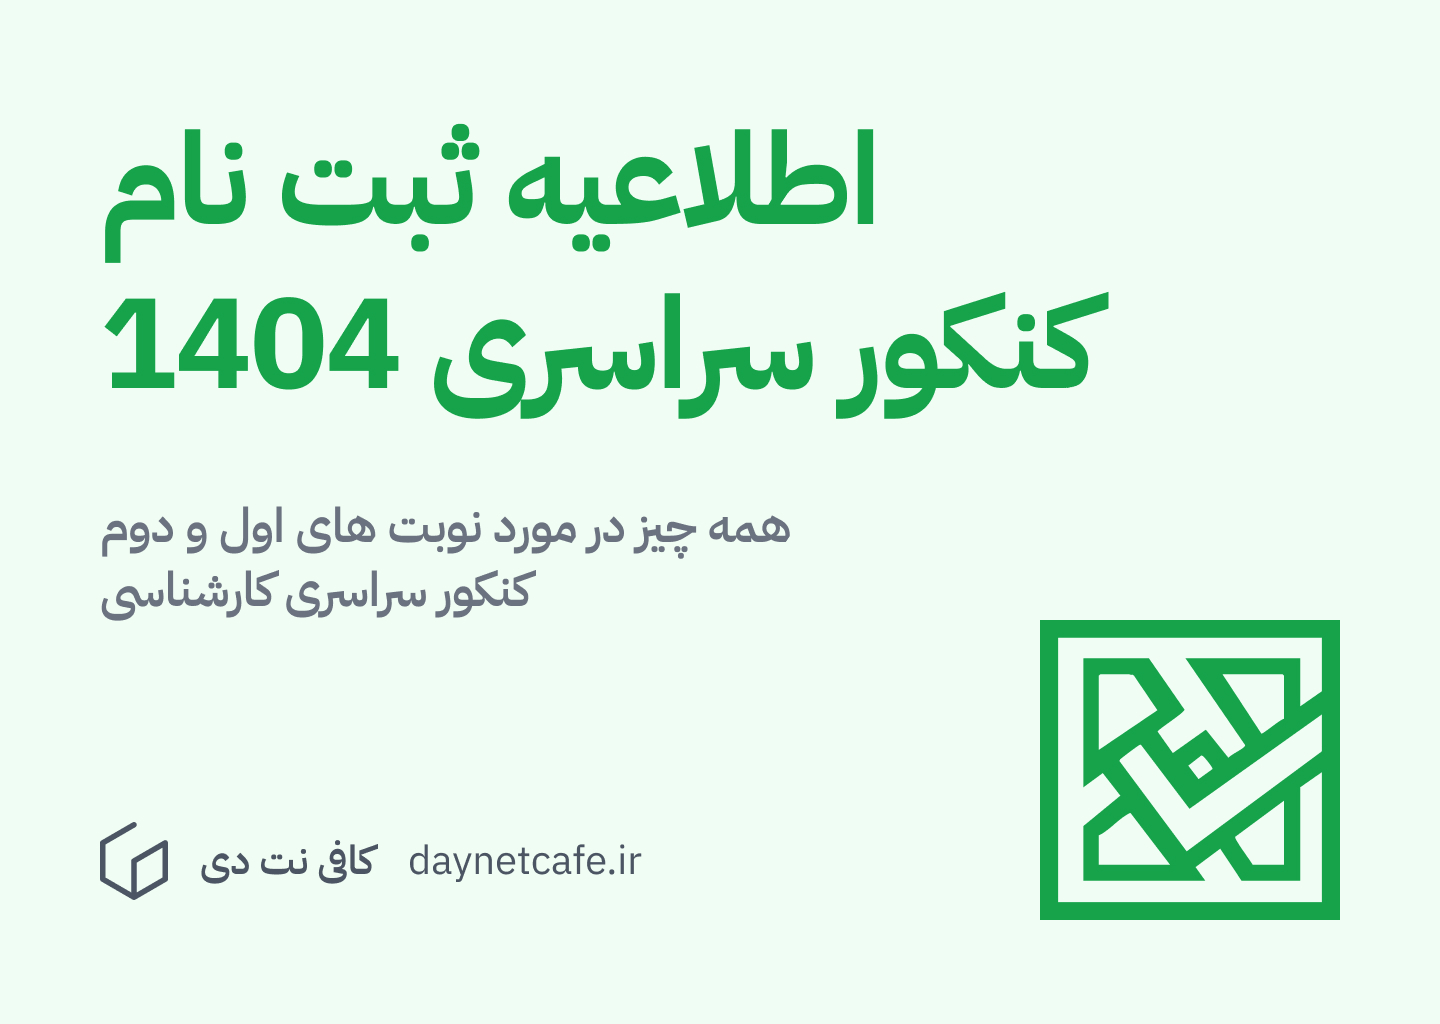 اطلاعیه ثبت نام
کنکور سراسری 1404
همه چیز در مورد نوبت های اول و دوم
کنکور سراسری کارشناسی
کافی نت دی daynetcafe.ir